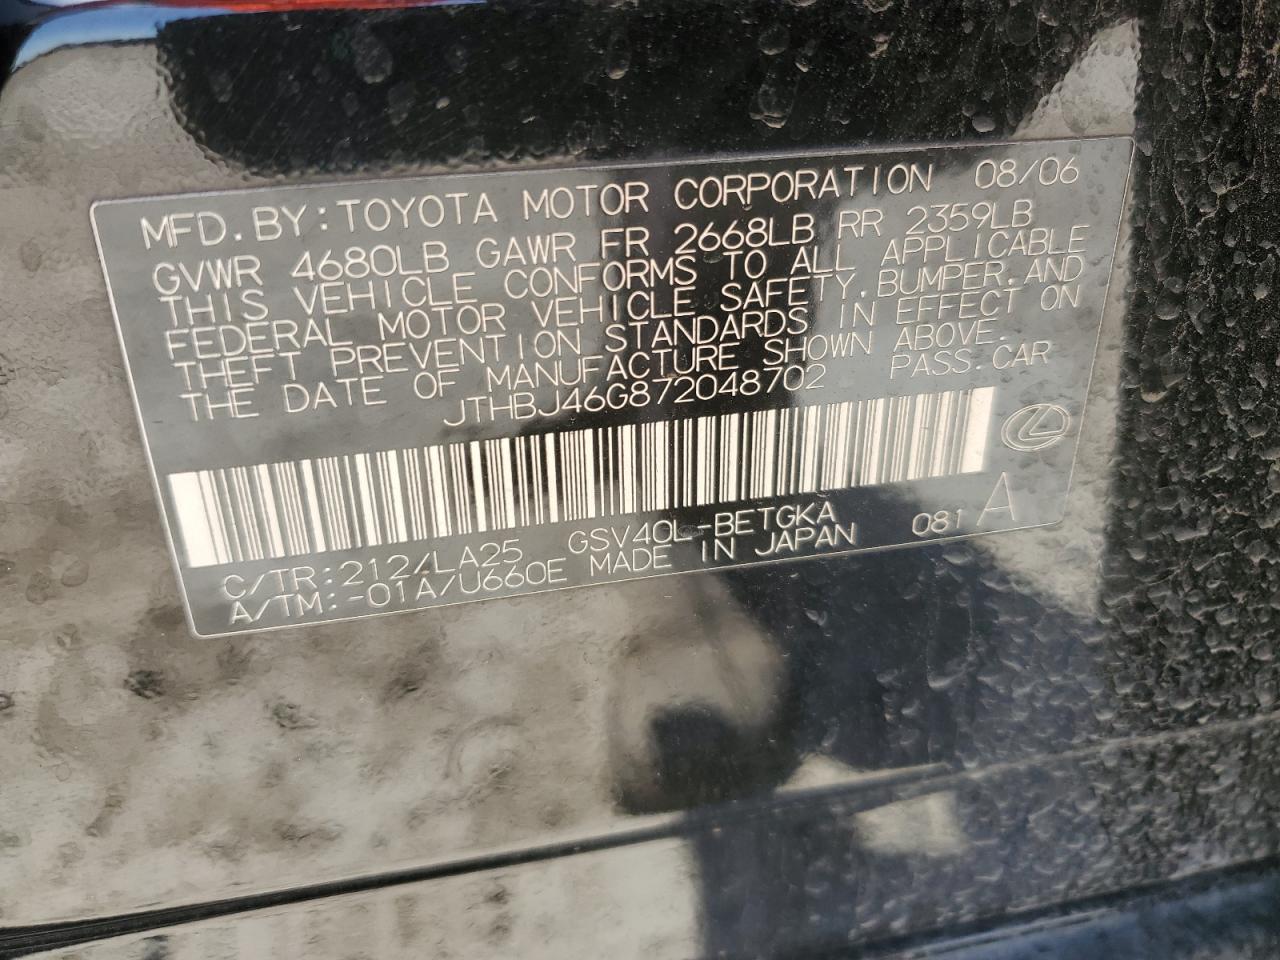 MFD. BY: TOYOTA MOTOR CORPORATION 08/06
GVWR 4680LB GAWR FR 2668LB RR 2359LB
THIS VEHICLE CONFORMS TO ALL APPLICABLE
FEDERAL MOTOR VEHICLE SAFETY, BUMPER, AND
THEFT PREVENTION STANDARDS IN EFFECT ON
THE DATE OF MANUFACTURE SHOWN ABOVE.
JTHBJ46G872048702 PASS. CAR
C/TR: 212/LA25 GSV40L-BETGKA 081 A
A/TM: -01A/U660E MADE IN JAPAN